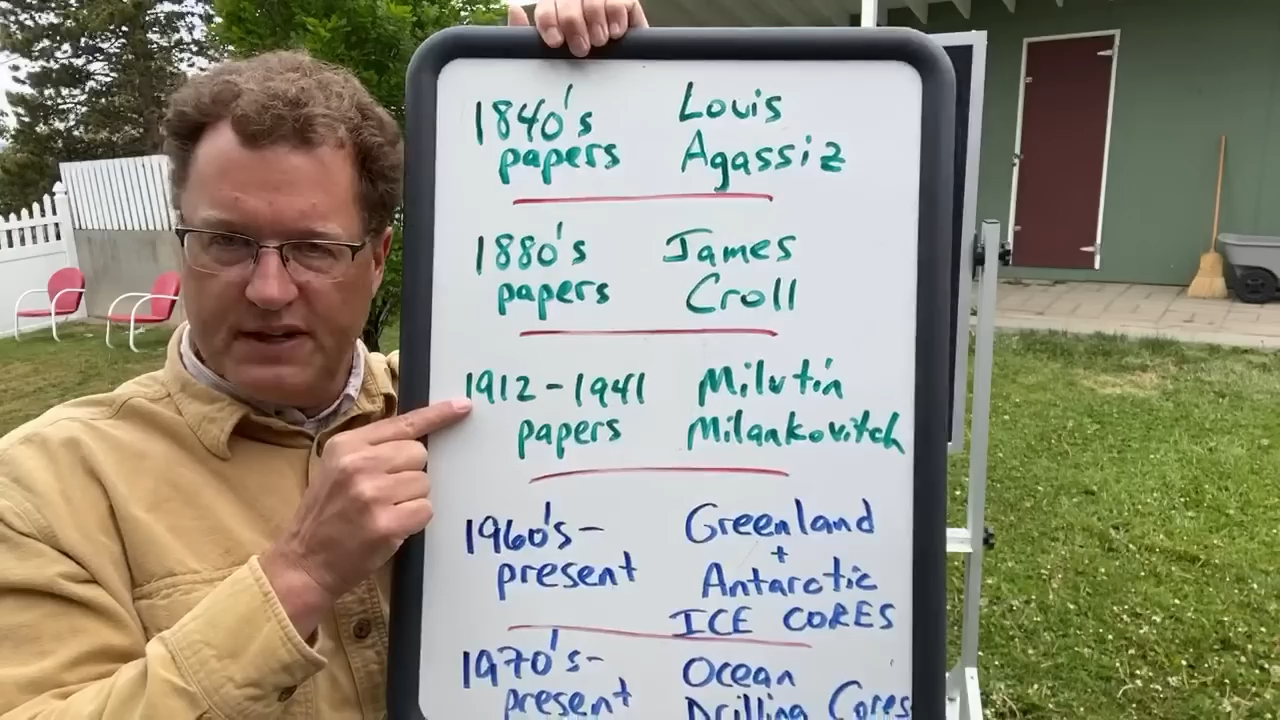 1840's Louis
papers Agassiz
1880's James
papers Croll
1912-1941 Milutin
papers Milankovitch
1960's- Greenland
+
present Antarctic
ICE CORES
1970's- Ocean
present Drilling Cores